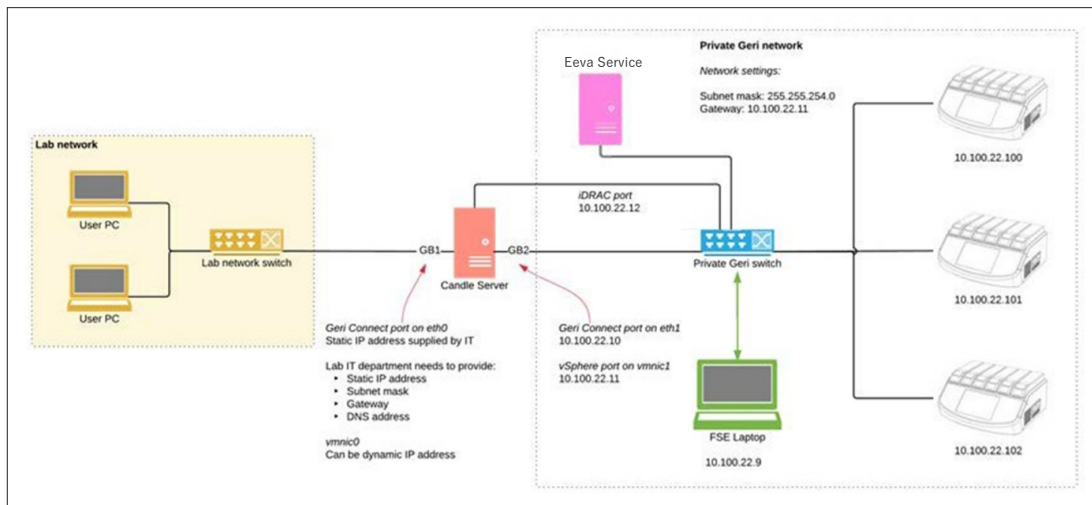 Private Geri network
Network settings:
Subnet mask: 255.255.254.0
Gateway: 10.100.22.11
Eeva Service
10.100.22.100
Lab network
User PC
Lab network switch
User PC
iDRAC port
10.100.22.12
GB1
GB2
Candle Server
Private Geri switch
10.100.22.101
Geri Connect port on eth0
Static IP address supplied by IT
Lab IT department needs to provide:
• Static IP address
• Subnet mask
• Gateway
• DNS address
vmnic0
Can be dynamic IP address
Geri Connect port on eth1
10.100.22.10
vSphere port on vmnic1
10.100.22.11
FSE Laptop
10.100.22.9
10.100.22.102